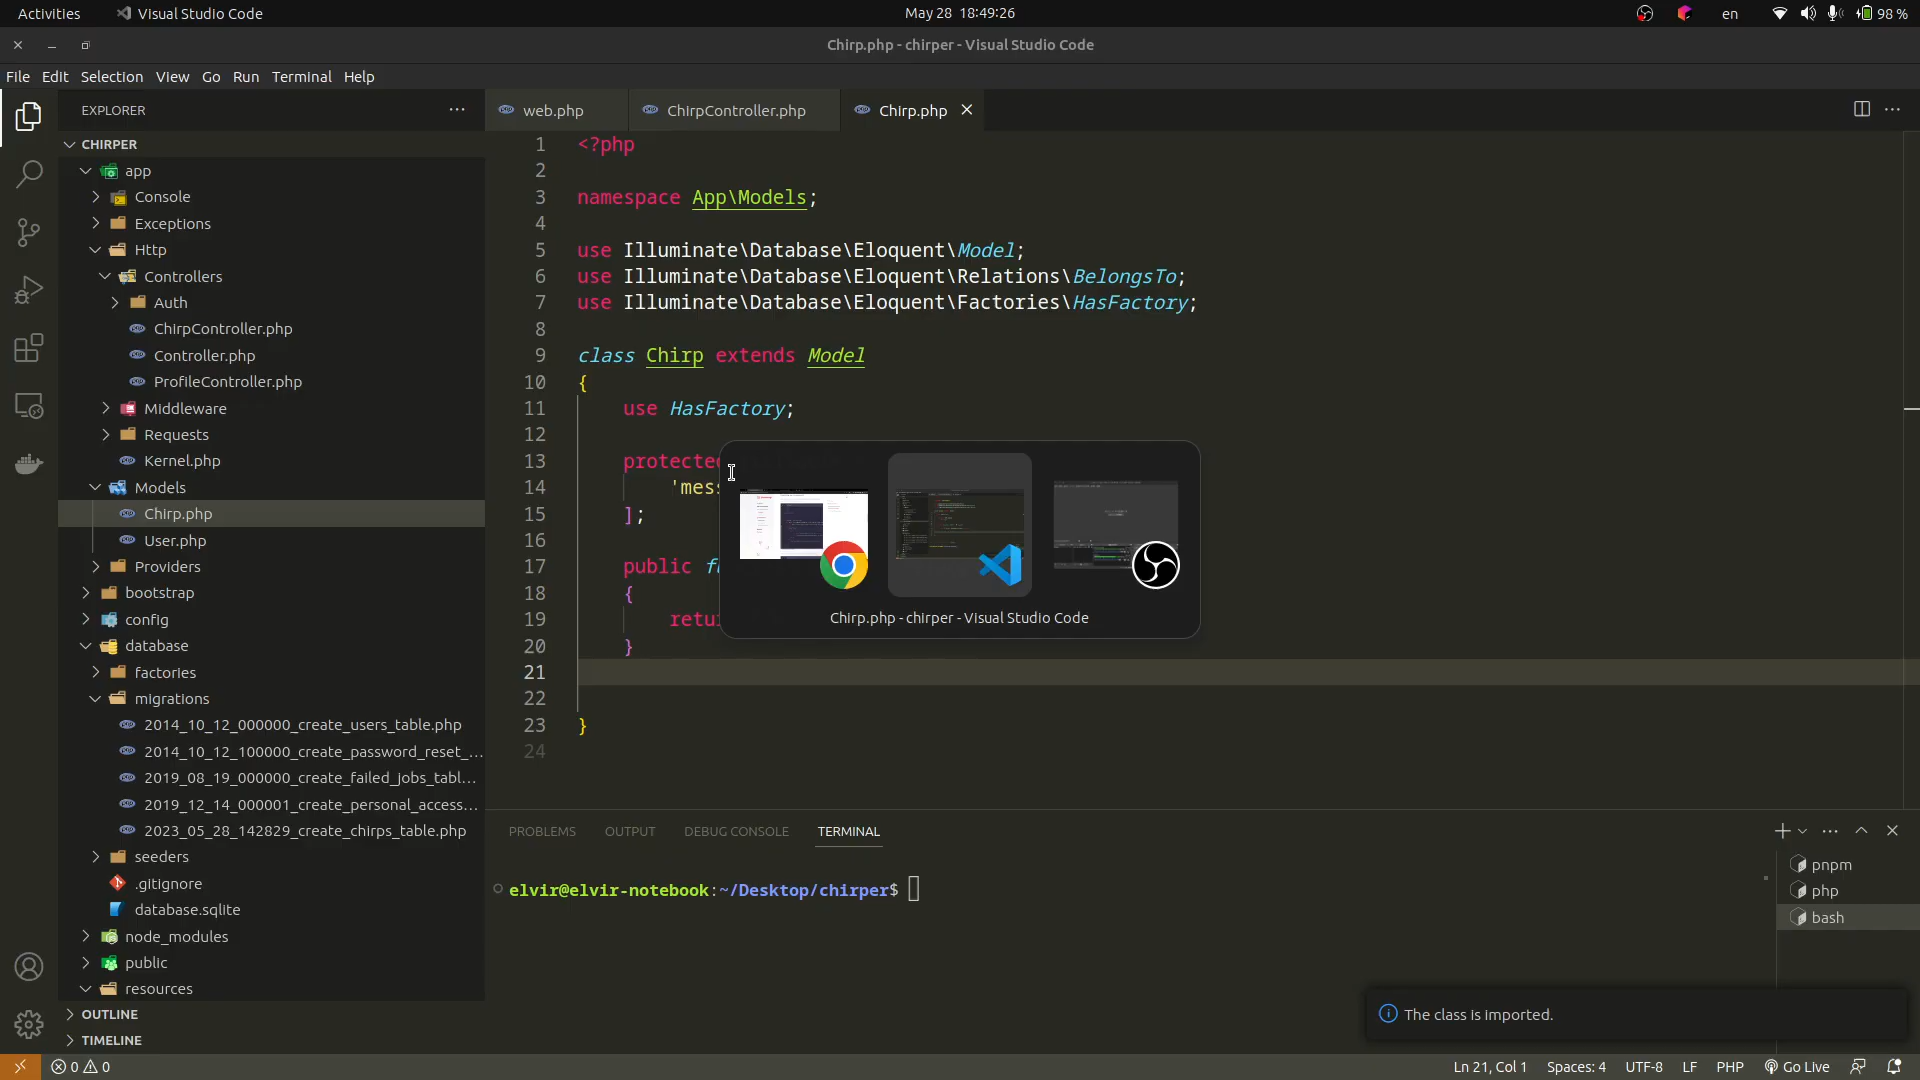 Activities
Visual Studio Code
May 28 18:49:26
en
98 %
Chirp.php - chirper - Visual Studio Code
File Edit Selection View Go Run Terminal Help
EXPLORER
web.php
ChirpController.php
Chirp.php
CHIRPER
app
Console
Exceptions
Http
Controllers
Auth
ChirpController.php
Controller.php
ProfileController.php
Middleware
Requests
Kernel.php
Models
Chirp.php
User.php
Providers
bootstrap
config
database
factories
migrations
2014_10_12_000000_create_users_table.php
2014_10_12_100000_create_password_reset_...
2019_08_19_000000_create_failed_jobs_tabl...
2019_12_14_000001_create_personal_access...
2023_05_28_142829_create_chirps_table.php
seeders
.gitignore
database.sqlite
node_modules
public
resources
OUTLINE
TIMELINE
1 <?php
2
3 namespace App\Models;
4
5 use Illuminate\Database\Eloquent\Model;
6 use Illuminate\Database\Eloquent\Relations\BelongsTo;
7 use Illuminate\Database\Eloquent\Factories\HasFactory;
8
9 class Chirp extends Model
10 {
11 use HasFactory;
12
13 protected
14 'mess
15 ];
16
17 public f
18 {
19 retu
20 }
21
22
23 }
24
Chirp.php - chirper - Visual Studio Code
PROBLEMS OUTPUT DEBUG CONSOLE TERMINAL
elvir@elvir-notebook:~/Desktop/chirper$
pnpm
php
bash
The class is imported.
0 0
Ln 21, Col 1 Spaces: 4 UTF-8 LF PHP Go Live